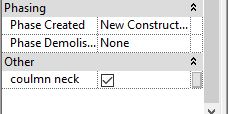 Phasing
Phase Created New Construct...
Phase Demolis... None
Other
coulmn neck